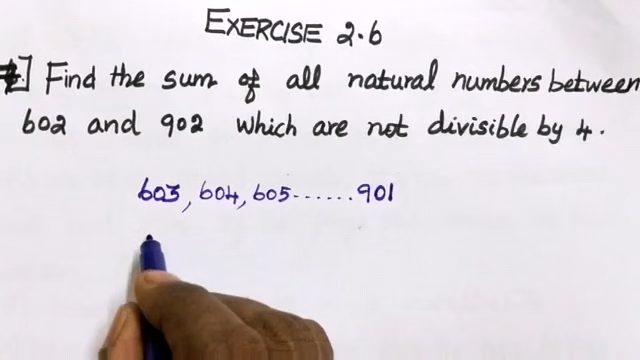 EXERCISE 2.6
Find the sum of all natural numbers between
602 and 902 which are not divisible by 4.
603, 604, 605......901